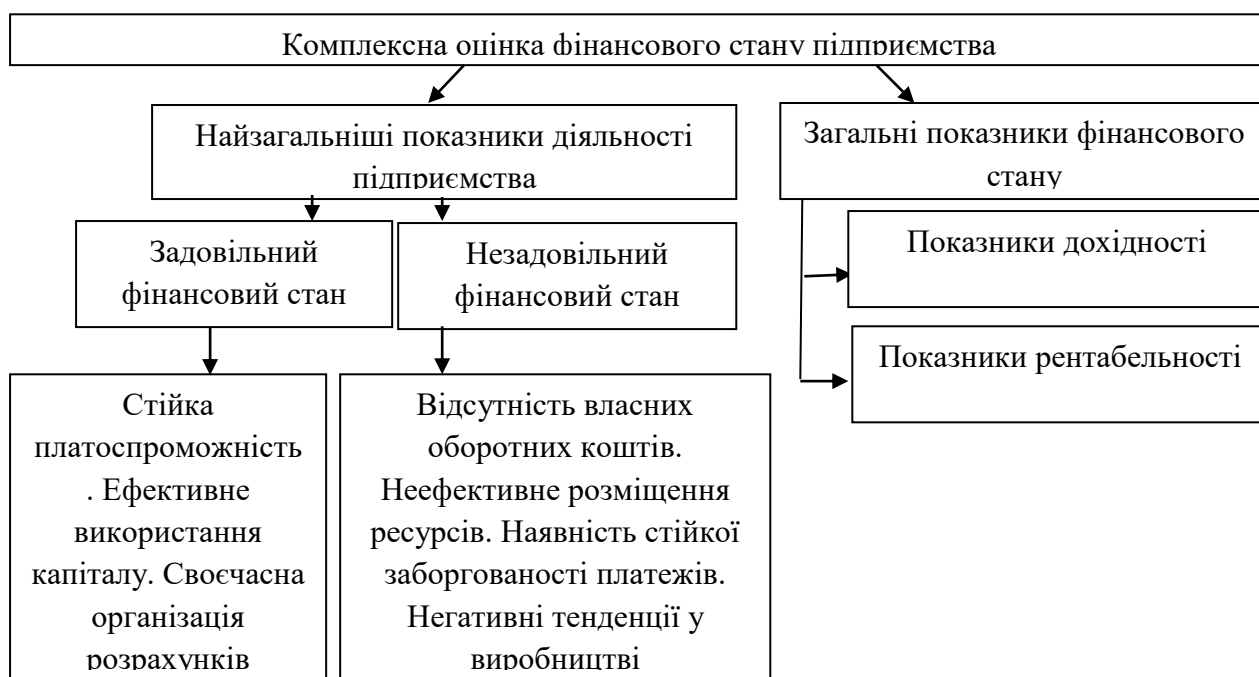 Комплексна оцінка фінансового стану підприємства
Найзагальніші показники діяльності
підприємства
Загальні показники фінансового
стану
Задовільний
фінансовий стан
Незадовільний
фінансовий стан
Показники дохідності
Показники рентабельності
Стійка
платоспроможність
. Ефективне
використання
капіталу. Своєчасна
організація
розрахунків
Відсутність власних
оборотних коштів.
Неефективне розміщення
ресурсів. Наявність стійкої
заборгованості платежів.
Негативні тенденції у
виробництві